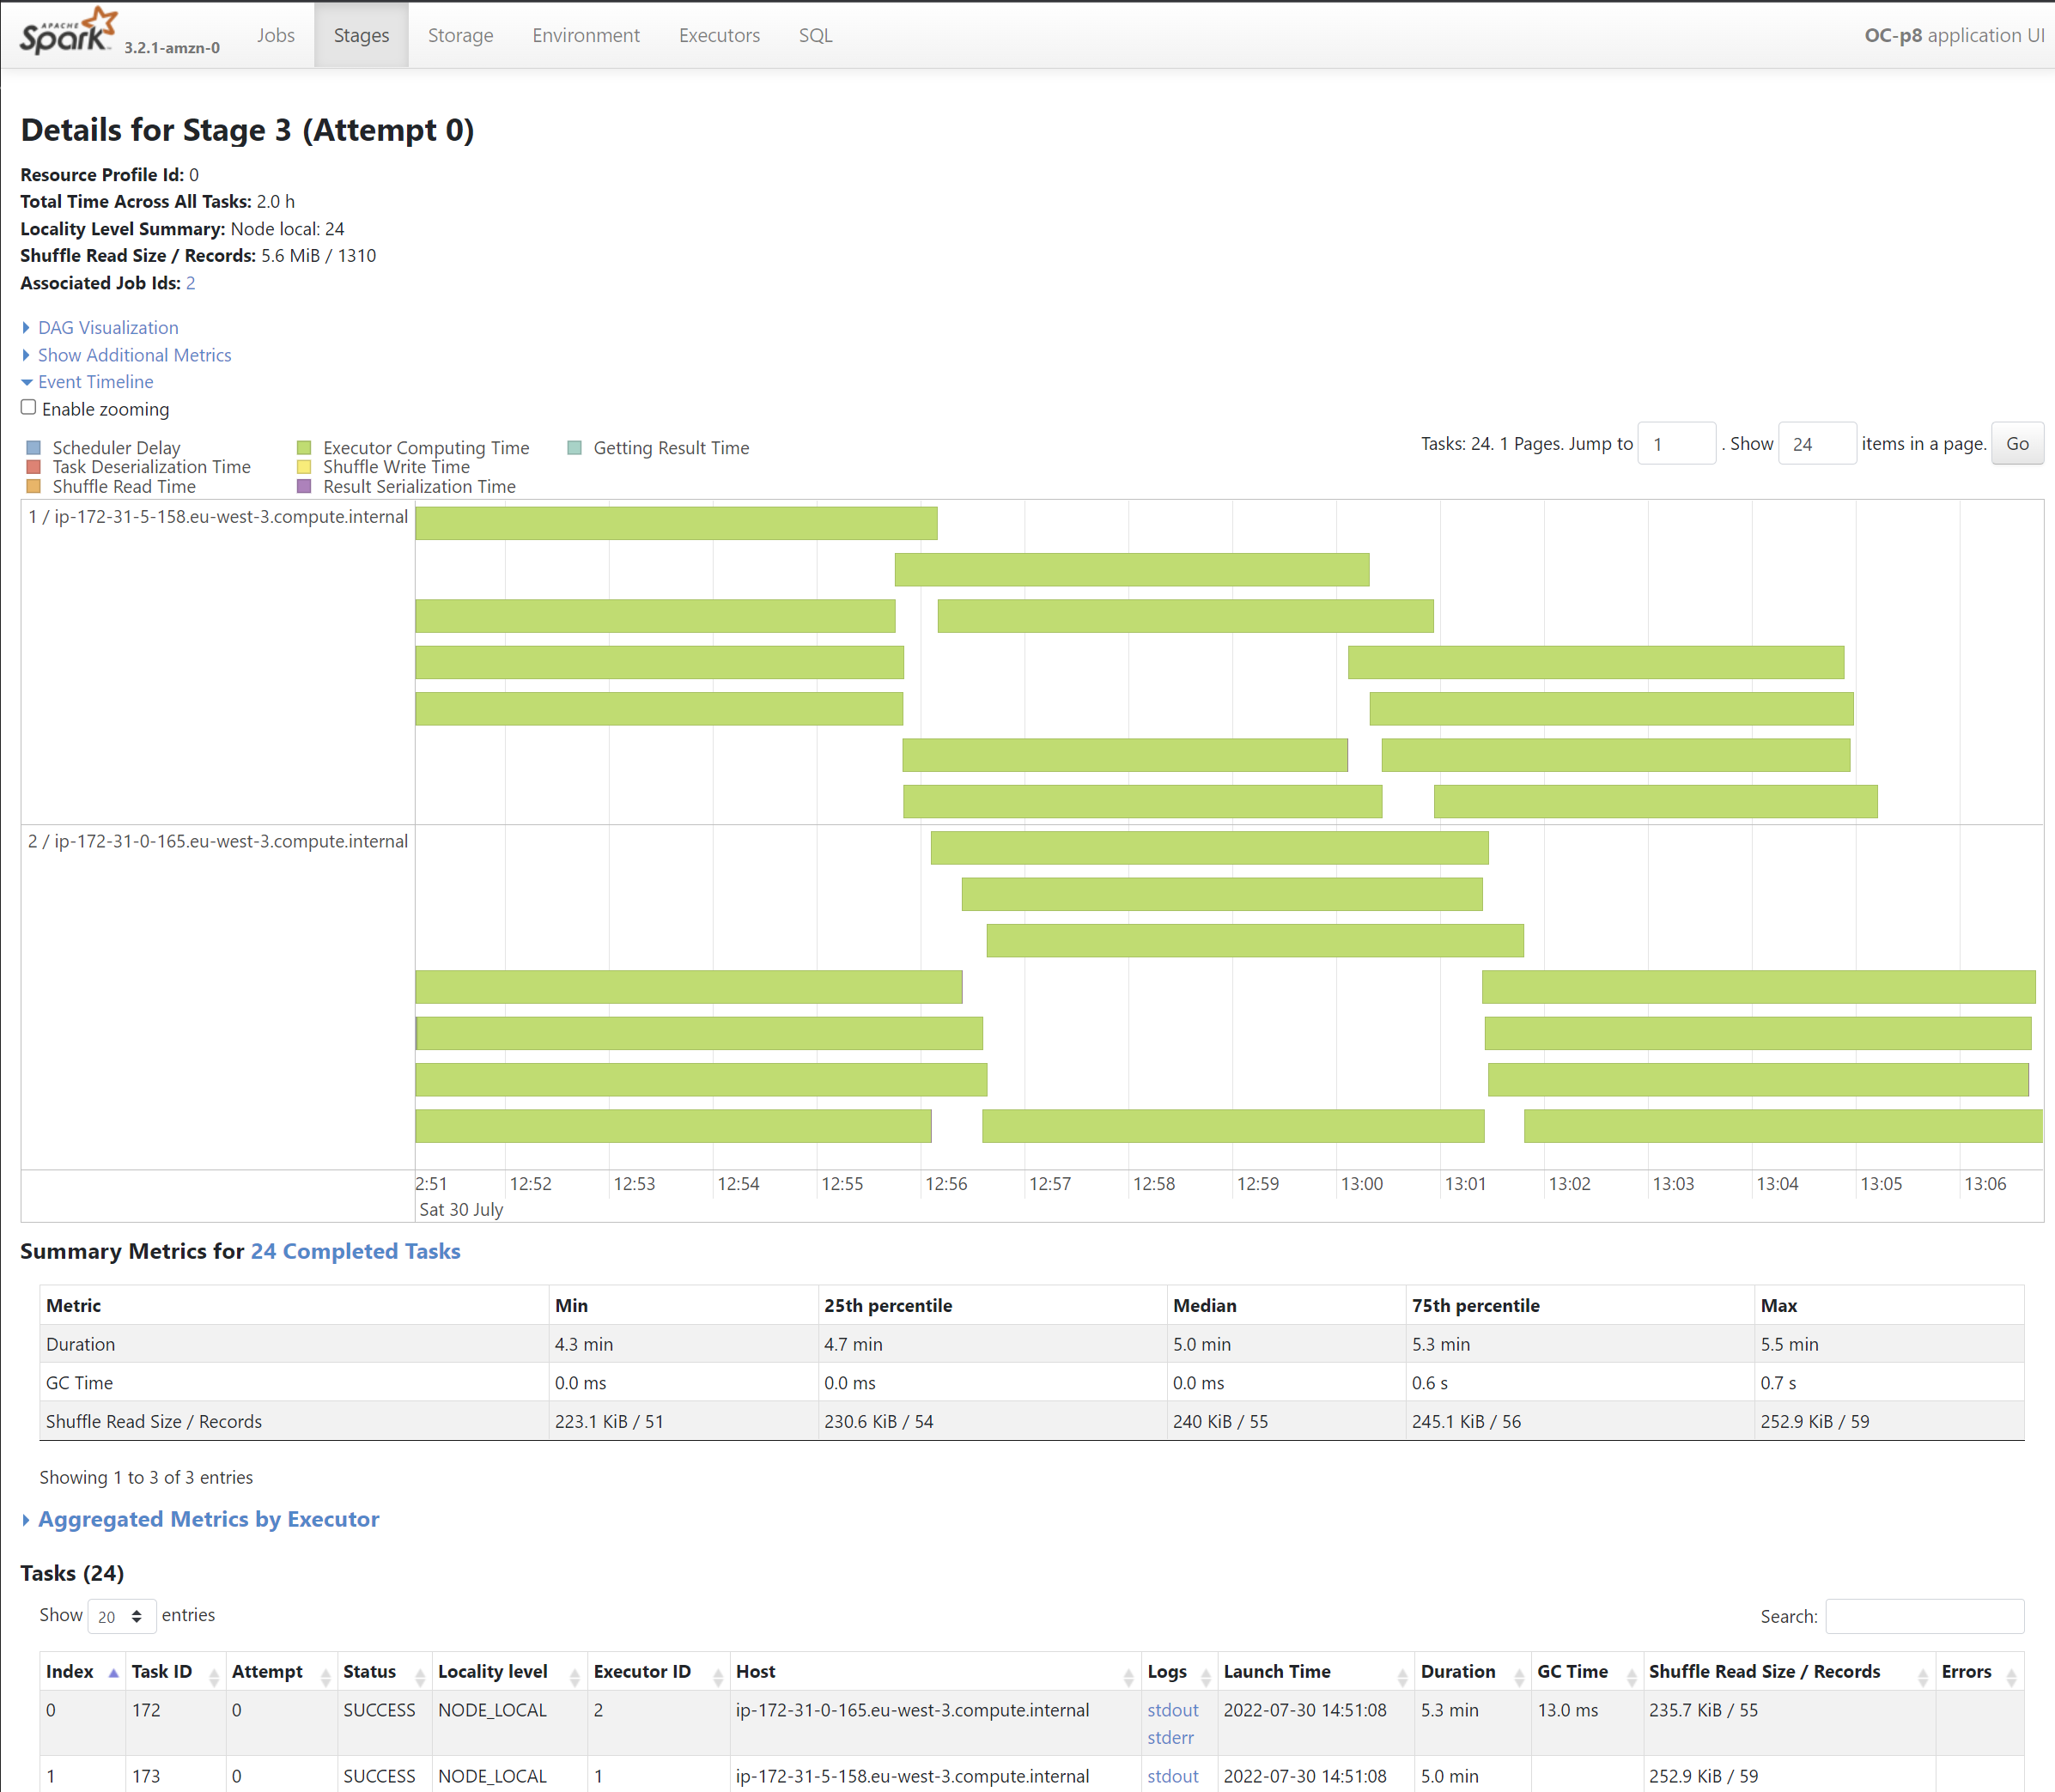 APACHE
Spark 3.2.1-amzn-0 Jobs Stages Storage Environment Executors SQL OC-p8 application UI
Details for Stage 3 (Attempt 0)
Resource Profile Id: 0
Total Time Across All Tasks: 2.0 h
Locality Level Summary: Node local: 24
Shuffle Read Size / Records: 5.6 MiB / 1310
Associated Job Ids: 2
DAG Visualization
Show Additional Metrics
Event Timeline
Enable zooming
Tasks: 24. 1 Pages. Jump to 1 . Show 24 items in a page. Go
Scheduler Delay Executor Computing Time Getting Result Time
Task Deserialization Time Shuffle Write Time
Shuffle Read Time Result Serialization Time
1 / ip-172-31-5-158.eu-west-3.compute.internal
2 / ip-172-31-0-165.eu-west-3.compute.internal
2:51 12:52 12:53 12:54 12:55 12:56 12:57 12:58 12:59 13:00 13:01 13:02 13:03 13:04 13:05 13:06
Sat 30 July
Summary Metrics for 24 Completed Tasks
Metric Min 25th percentile Median 75th percentile Max
Duration 4.3 min 4.7 min 5.0 min 5.3 min 5.5 min
GC Time 0.0 ms 0.0 ms 0.0 ms 0.6 s 0.7 s
Shuffle Read Size / Records 223.1 KiB / 51 230.6 KiB / 54 240 KiB / 55 245.1 KiB / 56 252.9 KiB / 59
Showing 1 to 3 of 3 entries
Aggregated Metrics by Executor
Tasks (24)
Show 20 entries Search:
Index Task ID Attempt Status Locality level Executor ID Host Logs Launch Time Duration GC Time Shuffle Read Size / Records Errors
0 172 0 SUCCESS NODE_LOCAL 2 ip-172-31-0-165.eu-west-3.compute.internal stdout 2022-07-30 14:51:08 5.3 min 13.0 ms 235.7 KiB / 55
stderr
1 173 0 SUCCESS NODE_LOCAL 1 ip-172-31-5-158.eu-west-3.compute.internal stdout 2022-07-30 14:51:08 5.0 min 252.9 KiB / 59